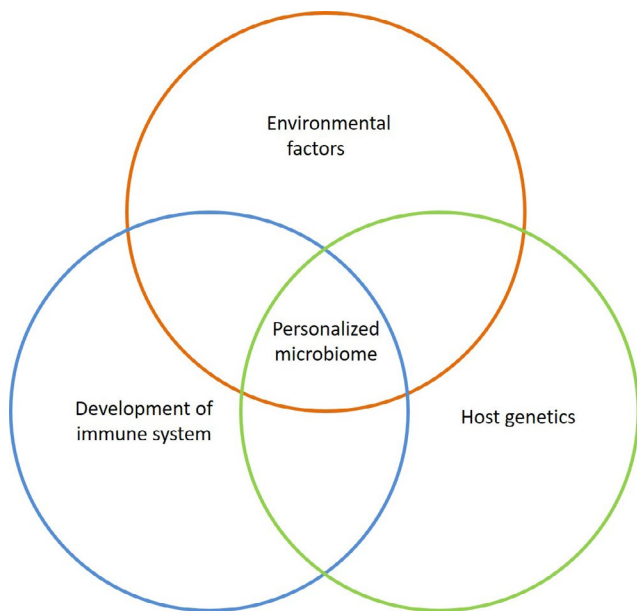 Environmental
factors
Personalized
microbiome
Development of
immune system
Host genetics